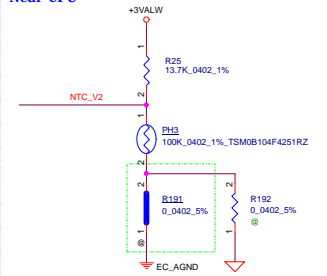 Near CPU
+3VALW
1
R25
13.7K_0402_1%
2
NTC_V2
1
PH3
100K_0402_1%_TSM0B104F4251RZ
2
2
2
R191
0_0402_5%
R192
0_0402_5%
@
1
@
1
EC_AGND